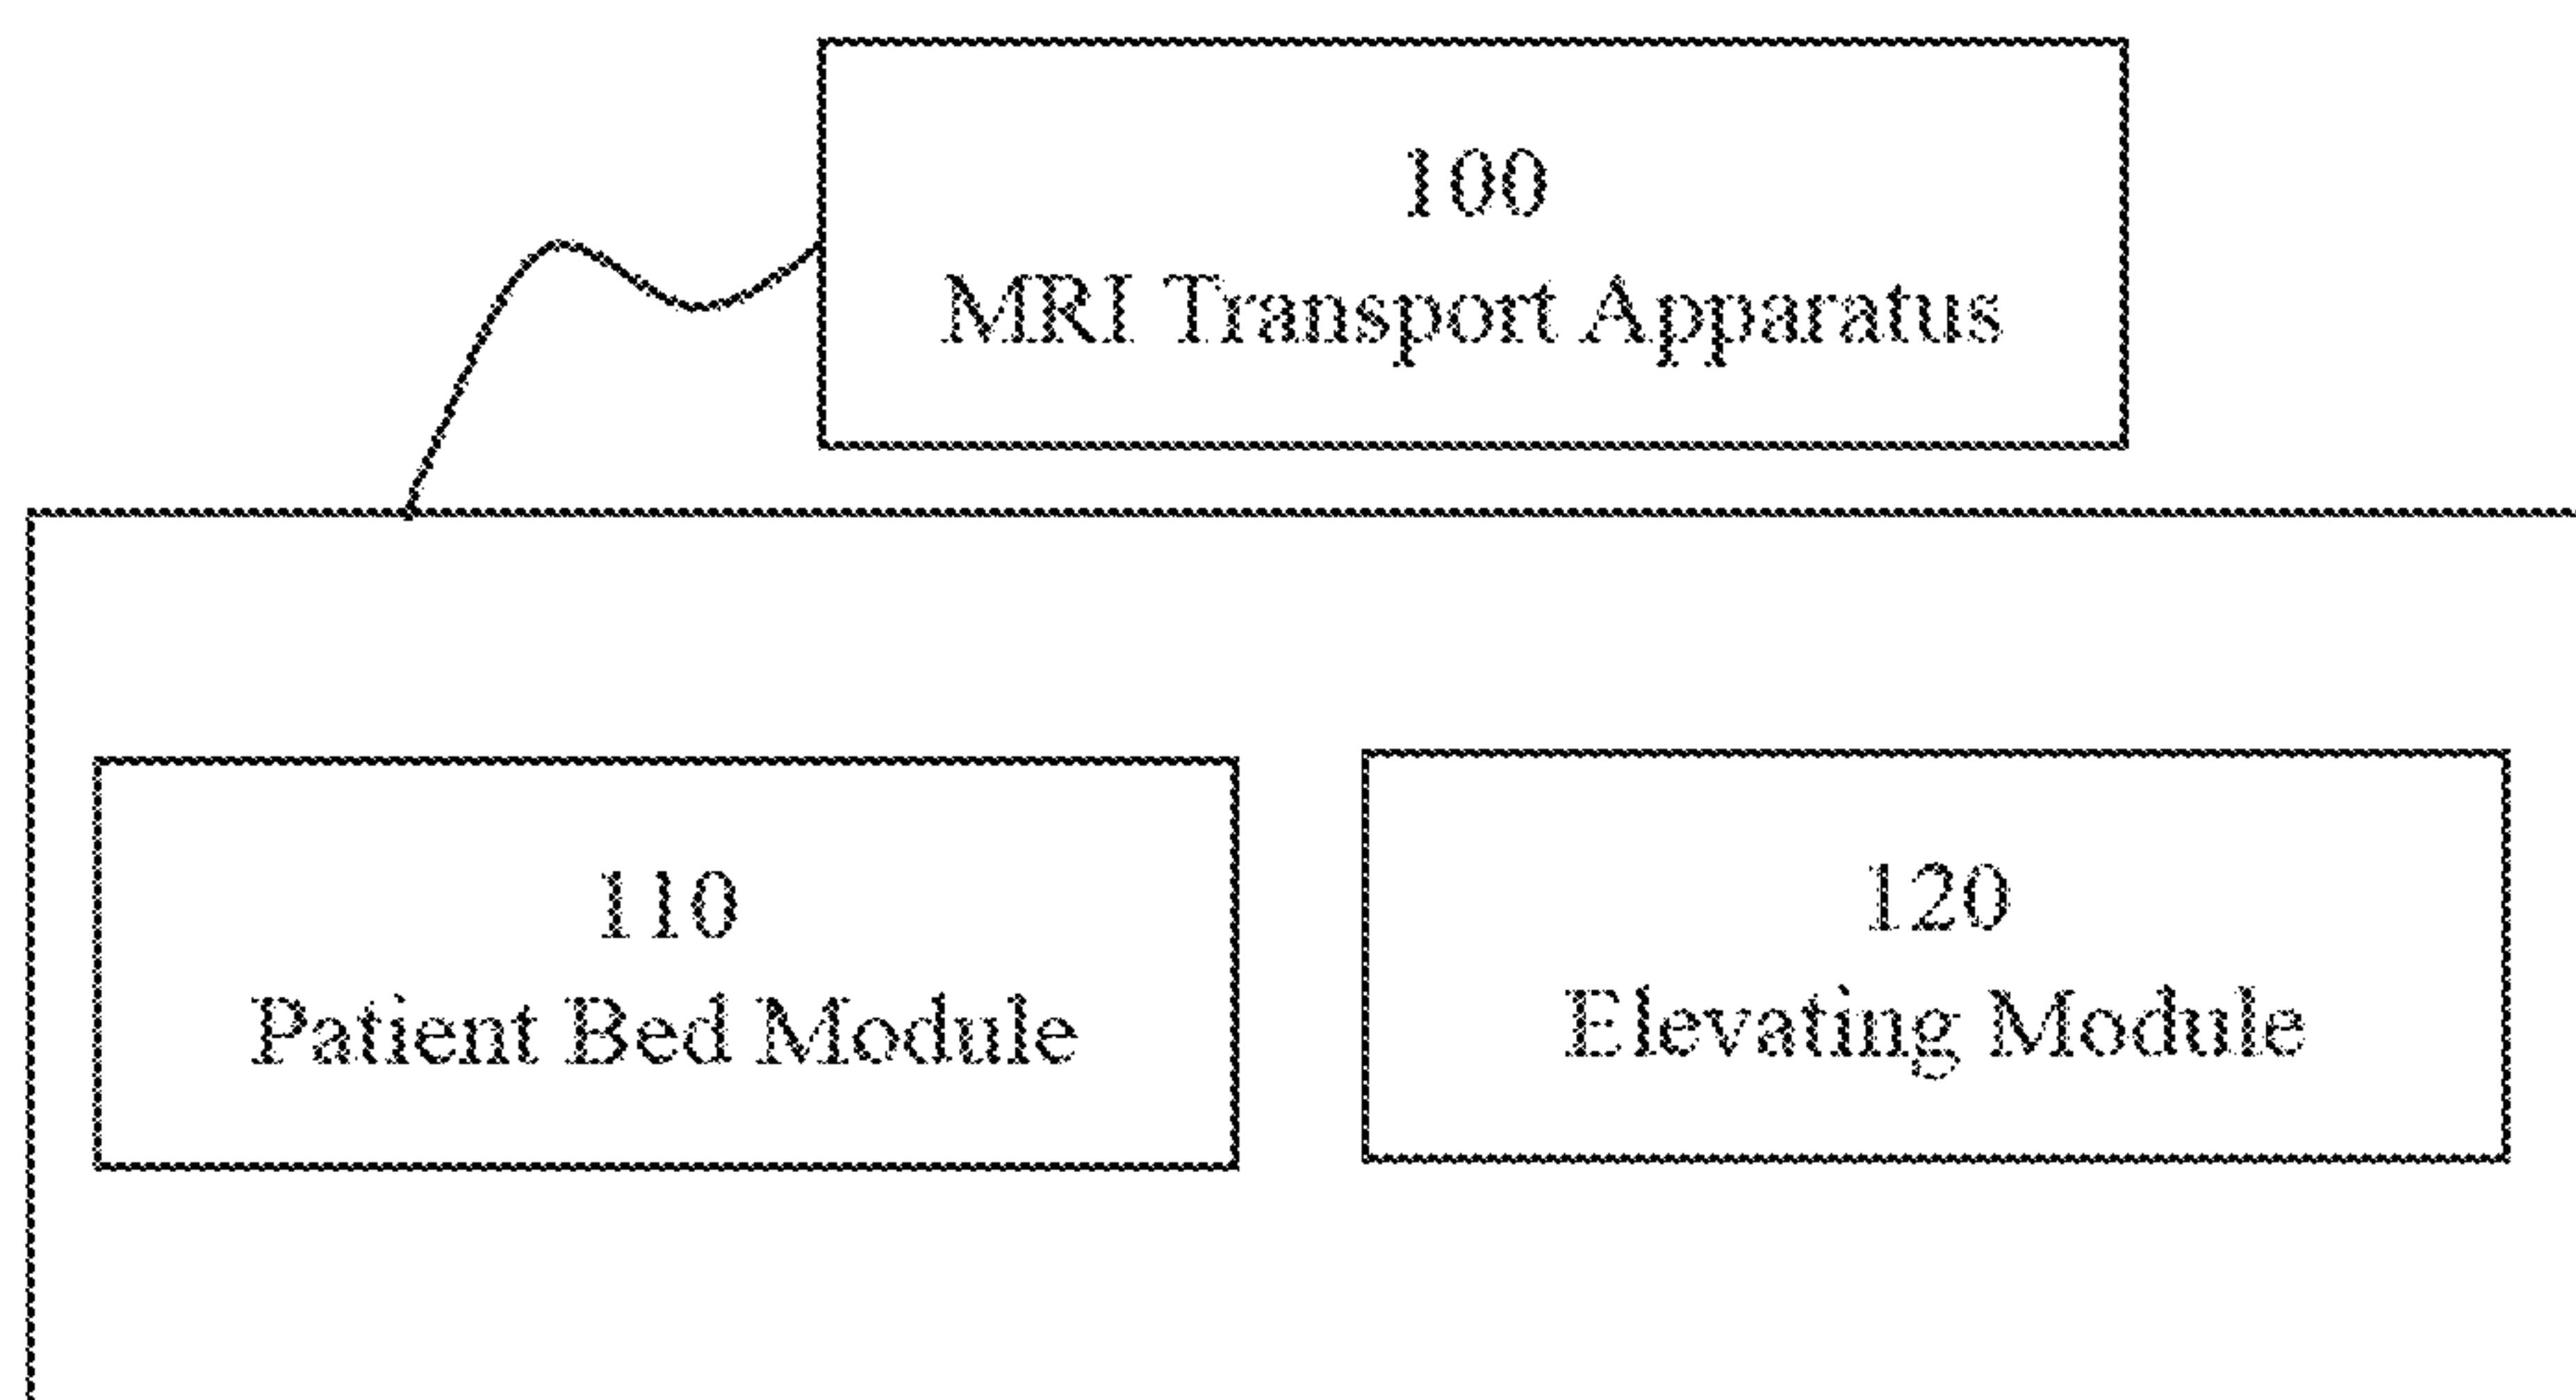 100
MRI Transport Apparatus
110
Patient Bed Module
120
Elevating Module